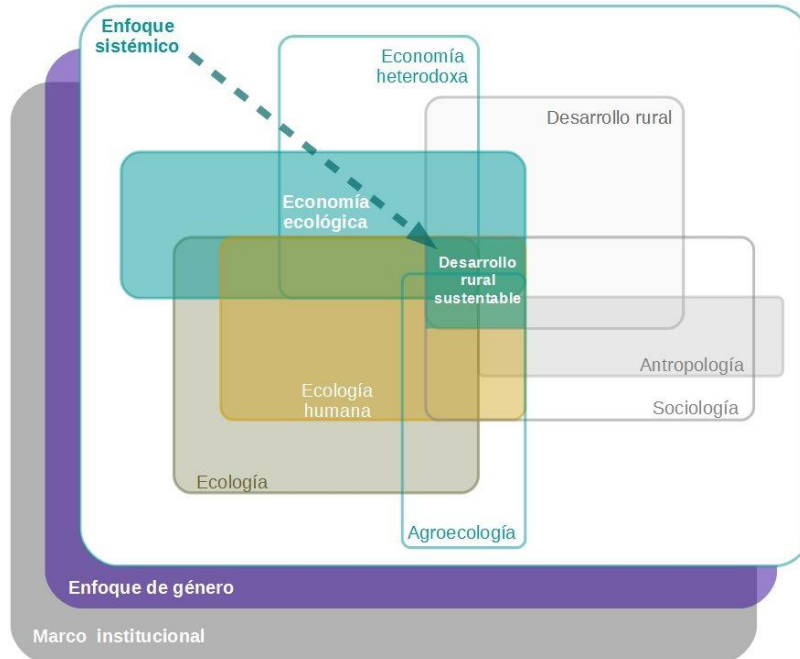 Enfoque
sistémico
Economía
heterodoxa
Desarrollo rural
Economía
ecológica
Desarrollo
rural
sustentable
Antropología
Ecología
humana
Sociología
Ecología
Agroecología
Enfoque de género
Marco institucional